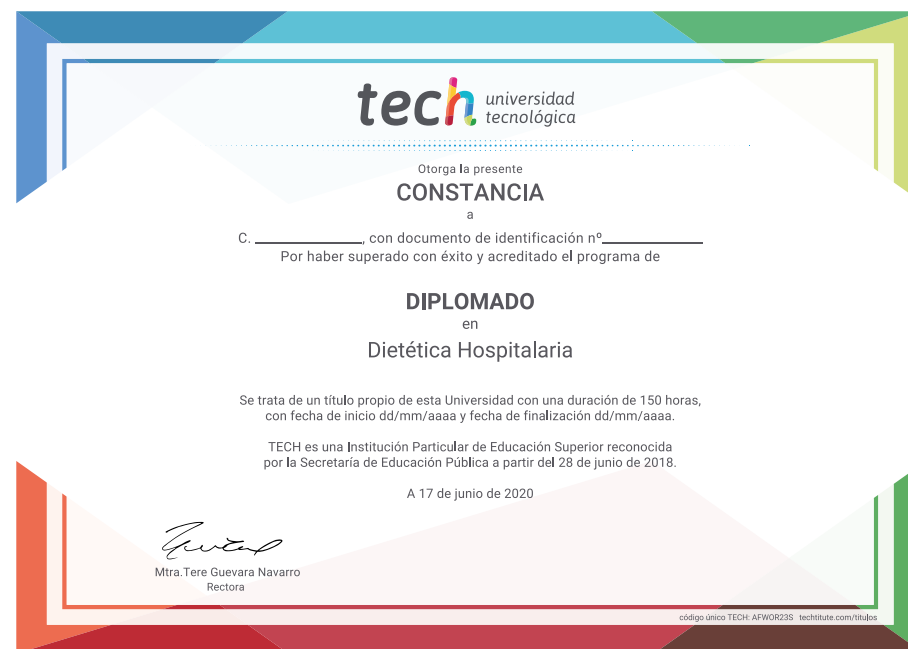 tech universidad
tecnológica
Otorga la presente
CONSTANCIA
a
C. ____________, con documento de identificación nº____________
Por haber superado con éxito y acreditado el programa de
DIPLOMADO
en
Dietética Hospitalaria
Se trata de un título propio de esta Universidad con una duración de 150 horas,
con fecha de inicio dd/mm/aaaa y fecha de finalización dd/mm/aaaa.
TECH es una Institución Particular de Educación Superior reconocida
por la Secretaría de Educación Pública a partir del 28 de junio de 2018.
A 17 de junio de 2020
Mtra.Tere Guevara Navarro
Rectora
código único TECH: AFWOR23S techtitute.com/titulos